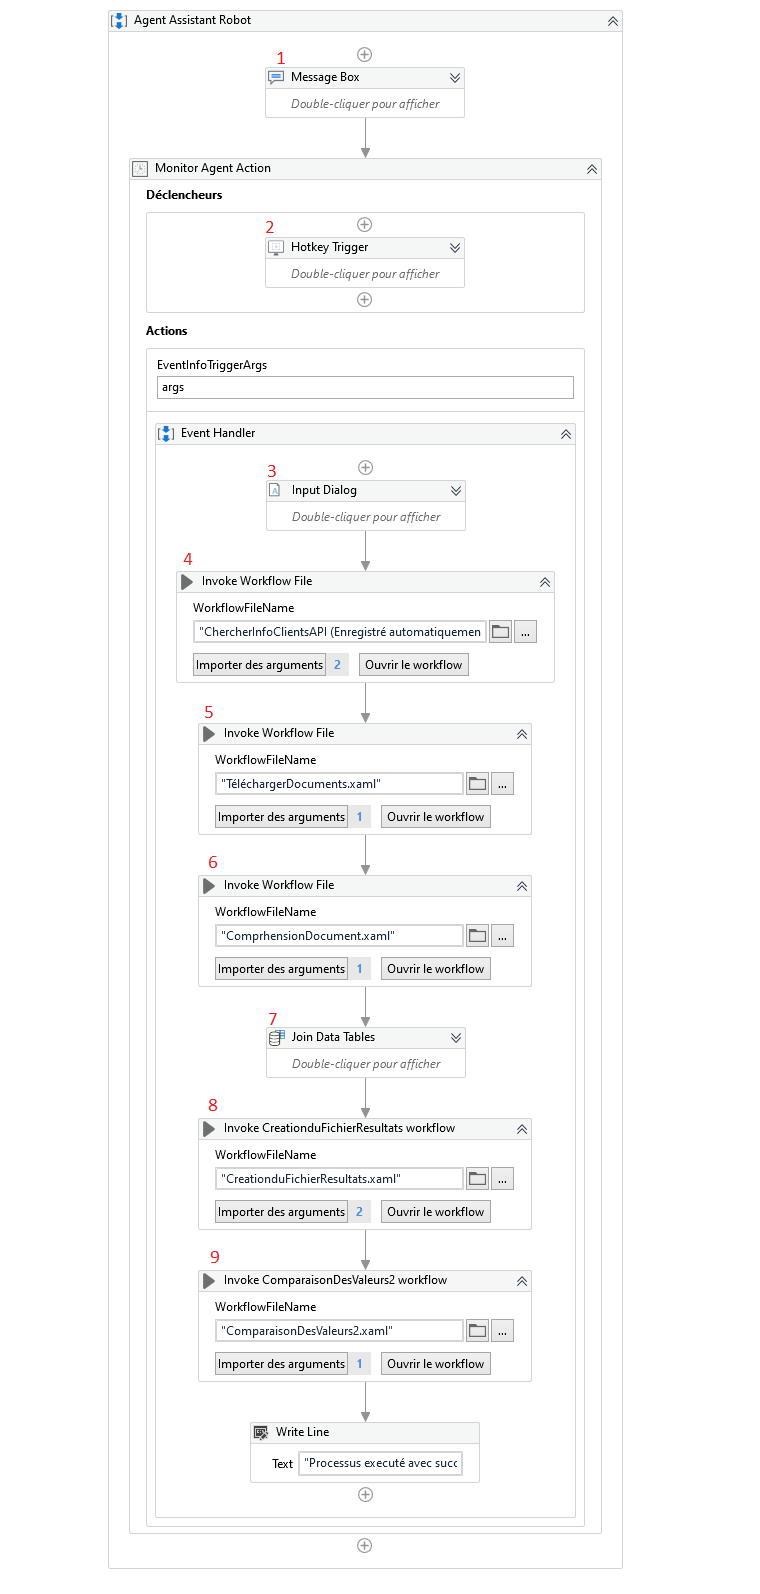 Agent Assistant Robot
1
Message Box
Double-cliquer pour afficher
Monitor Agent Action
Déclencheurs
2
Hotkey Trigger
Double-cliquer pour afficher
Actions
EventInfoTriggerArgs
args
Event Handler
3
Input Dialog
Double-cliquer pour afficher
4
Invoke Workflow File
WorkflowFileName
"ChercherInfoClientsAPI (Enregistré automatiquemen
...
Importer des arguments 2 Ouvrir le workflow
5
Invoke Workflow File
WorkflowFileName
"TéléchargerDocuments.xaml"
...
Importer des arguments 1 Ouvrir le workflow
6
Invoke Workflow File
WorkflowFileName
"ComprhensionDocument.xaml"
...
Importer des arguments 1 Ouvrir le workflow
7
Join Data Tables
Double-cliquer pour afficher
8
Invoke CreationduFichierResultats workflow
WorkflowFileName
"CreationduFichierResultats.xaml"
...
Importer des arguments 2 Ouvrir le workflow
9
Invoke ComparaisonDesValeurs2 workflow
WorkflowFileName
"ComparaisonDesValeurs2.xaml"
...
Importer des arguments 1 Ouvrir le workflow
Write Line
Text "Processus executé avec succ